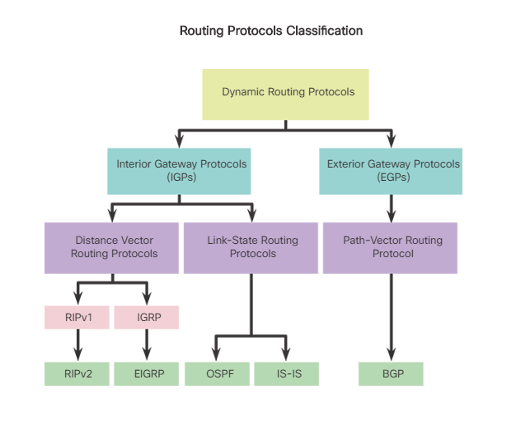 Routing Protocols Classification
Dynamic Routing Protocols
Interior Gateway Protocols
(IGPs)
Exterior Gateway Protocols
(EGPs)
Distance Vector
Routing Protocols
Link-State Routing
Protocols
Path-Vector Routing
Protocol
RIPv1
IGRP
RIPv2
EIGRP
OSPF
IS-IS
BGP